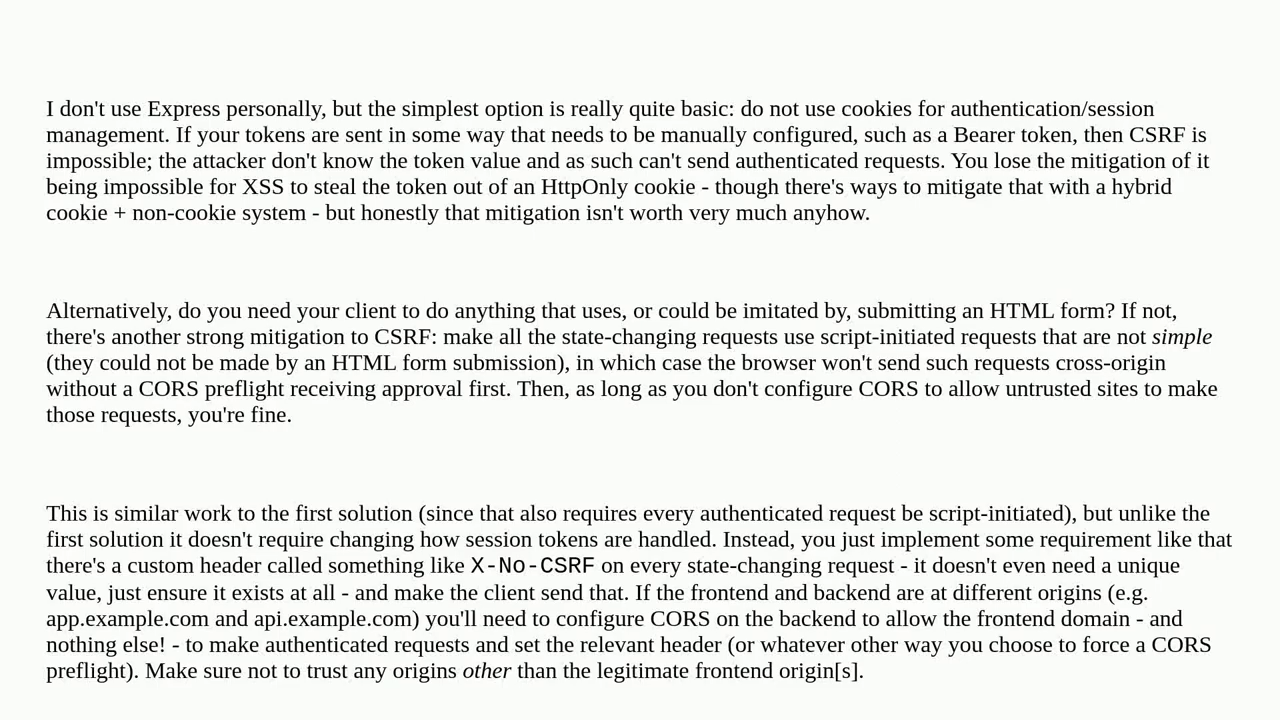 I don't use Express personally, but the simplest option is really quite basic: do not use cookies for authentication/session
management. If your tokens are sent in some way that needs to be manually configured, such as a Bearer token, then CSRF is
impossible; the attacker don't know the token value and as such can't send authenticated requests. You lose the mitigation of it
being impossible for XSS to steal the token out of an HttpOnly cookie - though there's ways to mitigate that with a hybrid
cookie + non-cookie system - but honestly that mitigation isn't worth very much anyhow.
Alternatively, do you need your client to do anything that uses, or could be imitated by, submitting an HTML form? If not,
there's another strong mitigation to CSRF: make all the state-changing requests use script-initiated requests that are not simple
(they could not be made by an HTML form submission), in which case the browser won't send such requests cross-origin
without a CORS preflight receiving approval first. Then, as long as you don't configure CORS to allow untrusted sites to make
those requests, you're fine.
This is similar work to the first solution (since that also requires every authenticated request be script-initiated), but unlike the
first solution it doesn't require changing how session tokens are handled. Instead, you just implement some requirement like that
there's a custom header called something like X-No-CSRF on every state-changing request - it doesn't even need a unique
value, just ensure it exists at all - and make the client send that. If the frontend and backend are at different origins (e.g.
app.example.com and api.example.com) you'll need to configure CORS on the backend to allow the frontend domain - and
nothing else! - to make authenticated requests and set the relevant header (or whatever other way you choose to force a CORS
preflight). Make sure not to trust any origins other than the legitimate frontend origin[s].